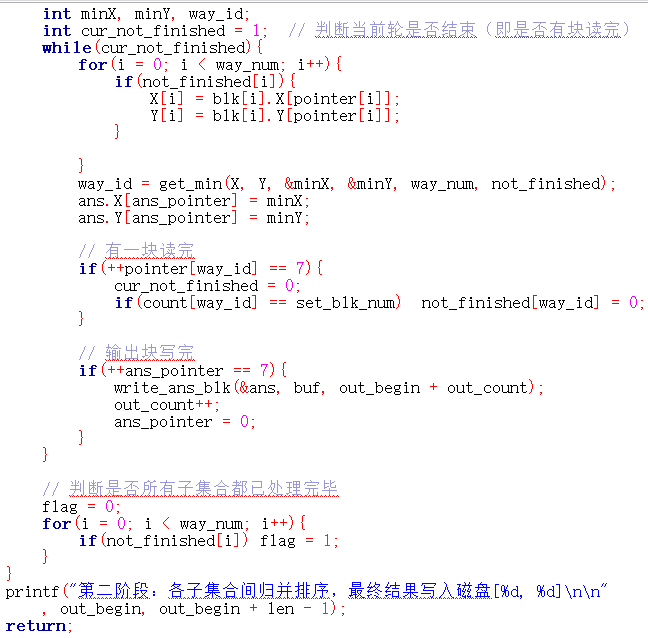 int minX, minY, way_id;
int cur_not_finished = 1;  // 判断当前轮是否结束（即是否有块读完）
while(cur_not_finished){
for(i = 0; i < way_num; i++){
if(not_finished[i]){
X[i] = blk[i].X[pointer[i]];
Y[i] = blk[i].Y[pointer[i]];
}
}
way_id = get_min(X, Y, &minX, &minY, way_num, not_finished);
ans.X[ans_pointer] = minX;
ans.Y[ans_pointer] = minY;
// 有一块读完
if(++pointer[way_id] == 7){
cur_not_finished = 0;
if(count[way_id] == set_blk_num)  not_finished[way_id] = 0;
}
// 输出块写完
if(++ans_pointer == 7){
write_ans_blk(&ans, buf, out_begin + out_count);
out_count++;
ans_pointer = 0;
}
}
// 判断是否所有子集合都已处理完毕
flag = 0;
for(i = 0; i < way_num; i++){
if(not_finished[i]) flag = 1;
}
}
printf("第二阶段：各子集合间归并排序，最终结果写入磁盘[%d, %d]\n\n"
, out_begin, out_begin + len - 1);
return;